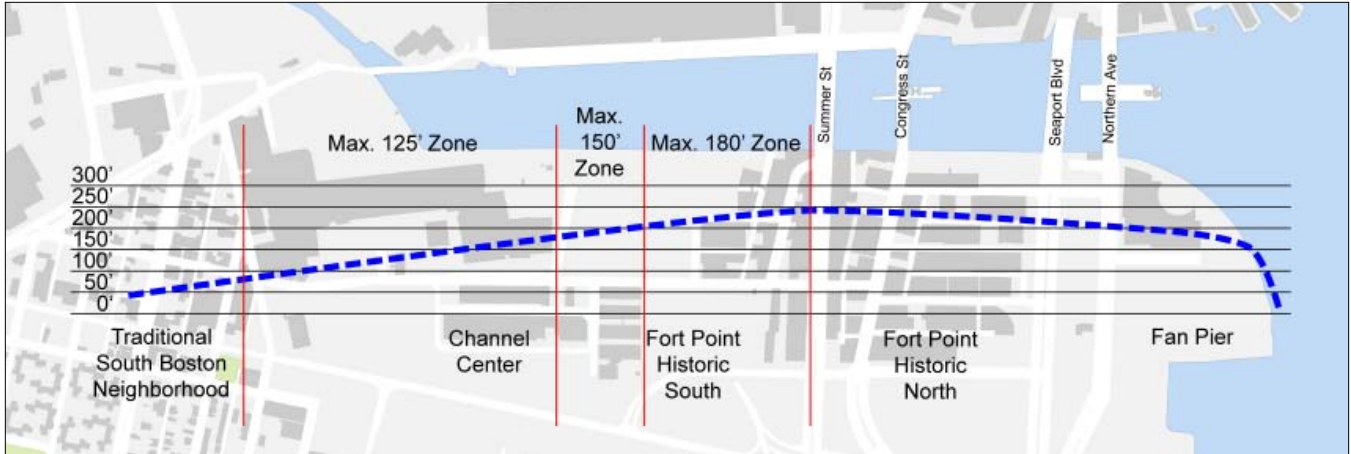 Summer St
Congress St
Seaport Blvd
Northern Ave
Max. 125' Zone
Max.
150'
Zone
Max. 180' Zone
300'
250'
200'
150'
100'
50'
0'
Traditional
South Boston
Neighborhood
Channel
Center
Fort Point
Historic
South
Fort Point
Historic
North
Fan Pier